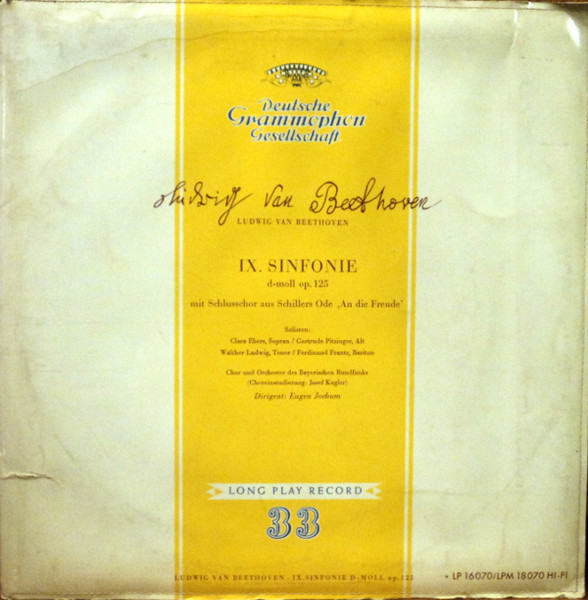 Deutsche
Grammophon
Gesellschaft
Ludwig van Beethoven
LUDWIG VAN BEETHOVEN
IX. SINFONIE
d-moll op. 125
mit Schlusschor aus Schillers Ode „An die Freude"
Solisten:
Clara Ebers, Sopran / Gertrude Pitzinger, Alt
Walther Ludwig, Tenor / Ferdinand Frantz, Bariton
Chor und Orchester des Bayerischen Rundfunks
(Choreinstudierung: Josef Kugler)
Dirigent: Eugen Jochum
LONG PLAY RECORD
33
LUDWIG VAN BEETHOVEN · IX. SINFONIE D-MOLL op. 125
• LP 16070/LPM 18070 HI-FI